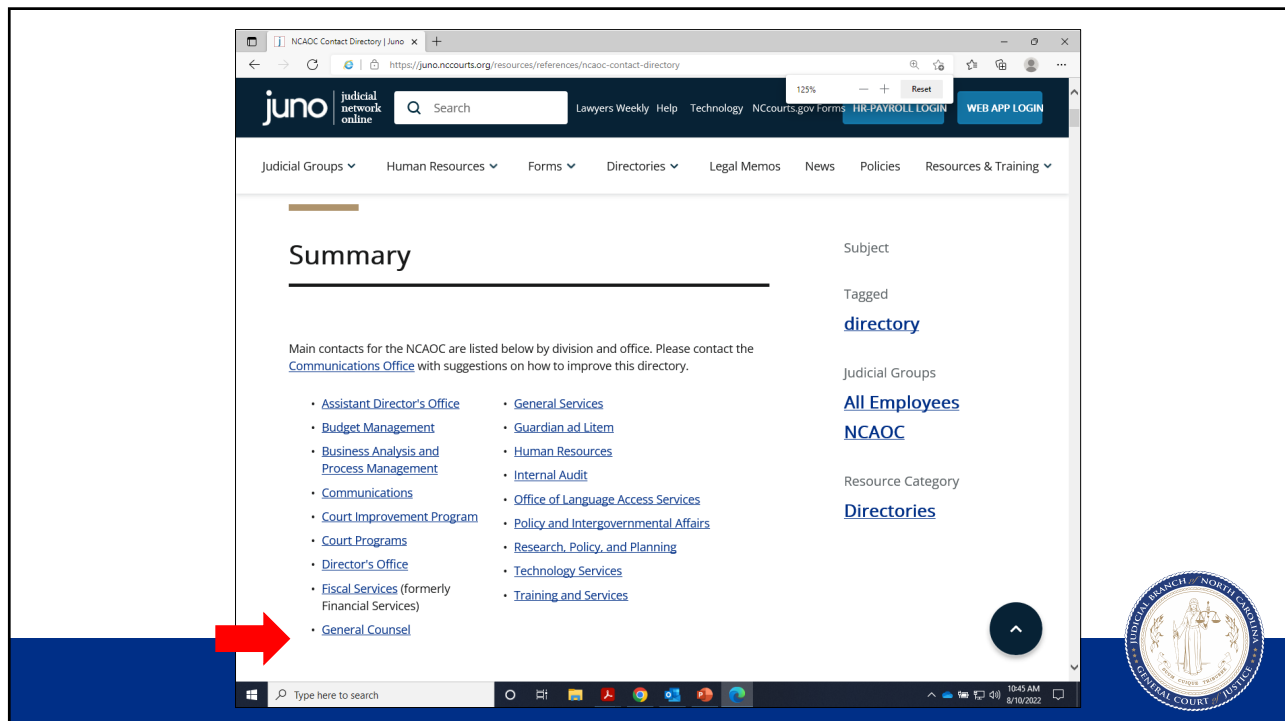 NCAOC Contact Directory | Juno
https://juno.nccourts.org/resources/references/ncaoc-contact-directory
125%
Reset
juno
judicial
network
online
Search
Lawyers Weekly Help Technology NCcourts.gov Forms HR-PAYROLL LOGIN WEB APP LOGIN
Judicial Groups Human Resources Forms Directories Legal Memos News Policies Resources & Training
Summary
Main contacts for the NCAOC are listed below by division and office. Please contact the
Communications Office with suggestions on how to improve this directory.
• Assistant Director's Office
• Budget Management
• Business Analysis and
Process Management
• Communications
• Court Improvement Program
• Court Programs
• Director's Office
• Fiscal Services (formerly
Financial Services)
• General Counsel
• General Services
• Guardian ad Litem
• Human Resources
• Internal Audit
• Office of Language Access Services
• Policy and Intergovernmental Affairs
• Research, Policy, and Planning
• Technology Services
• Training and Services
Subject
Tagged
directory
Judicial Groups
All Employees
NCAOC
Resource Category
Directories
Type here to search
10:45 AM
8/10/2022
JUDICIAL BRANCH OF NORTH CAROLINA
GENERAL COURT OF JUSTICE
SUUM CUIQUE TRIBUERE